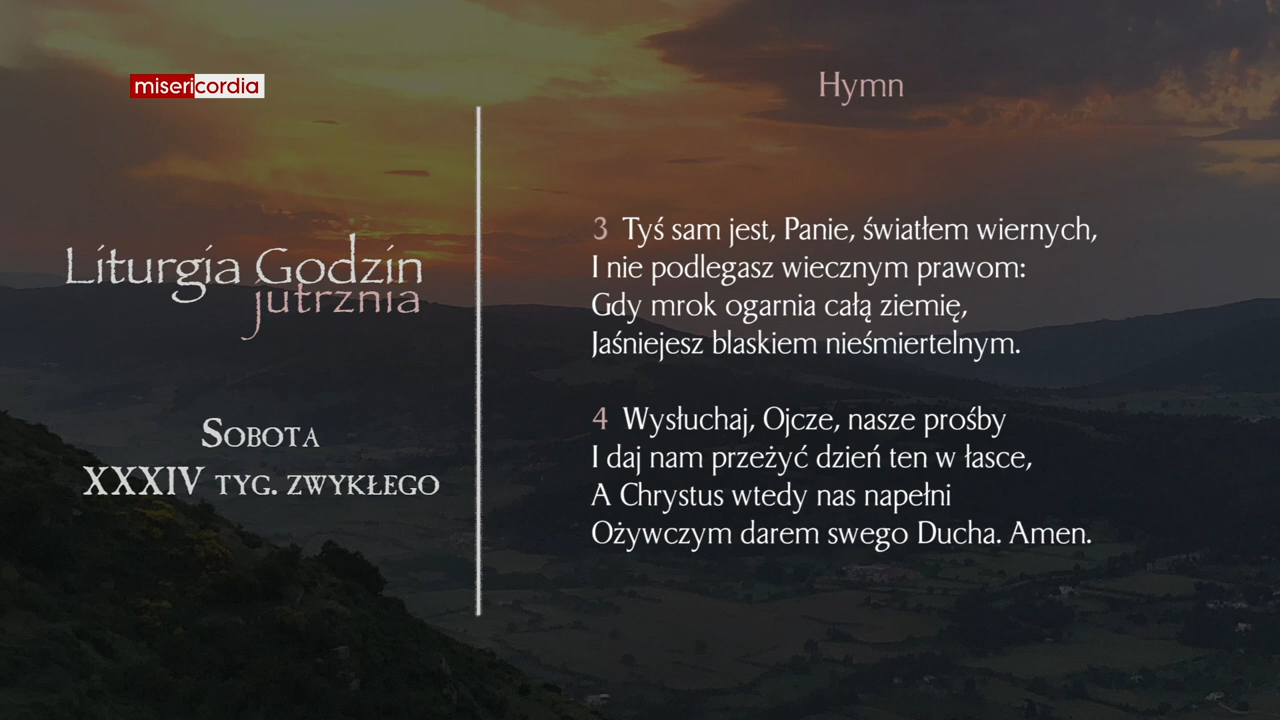 misericordia
Liturgia Godzin
jutrznia
Sobota
XXXIV tyg. zwykłego
Hymn
3 Tyś sam jest, Panie, światłem wiernych,
I nie podlegasz wiecznym prawom:
Gdy mrok ogarnia całą ziemię,
Jaśniejesz blaskiem nieśmiertelnym.
4 Wysłuchaj, Ojcze, nasze prośby
I daj nam przeżyć dzień ten w łasce,
A Chrystus wtedy nas napełni
Ożywczym darem swego Ducha. Amen.